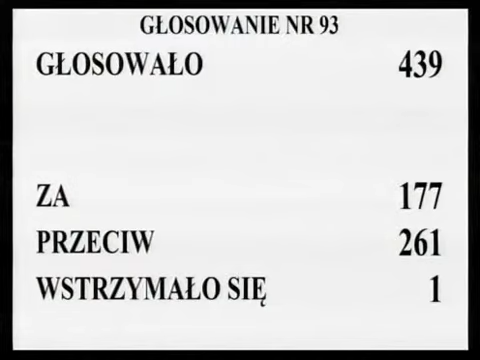 GŁOSOWANIE NR 93
GŁOSOWAŁO 439
ZA 177
PRZECIW 261
WSTRZYMAŁO SIĘ 1